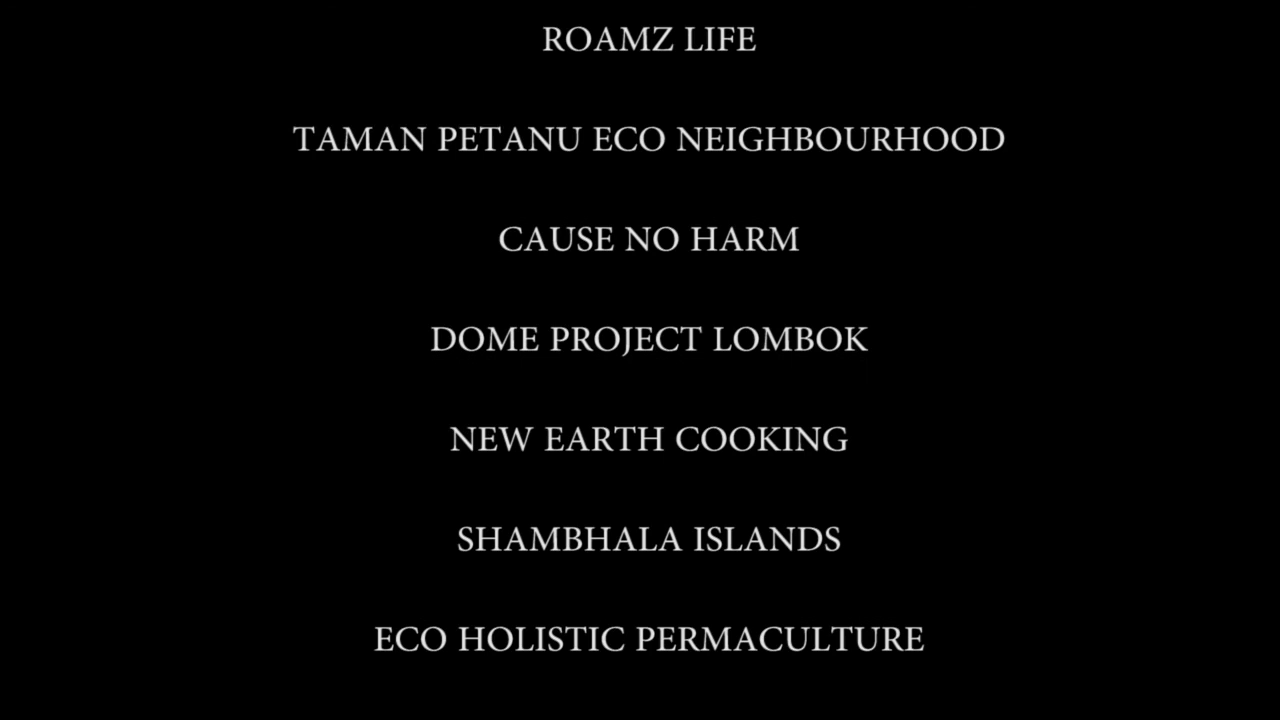 ROAMZ LIFE
TAMAN PETANU ECO NEIGHBOURHOOD
CAUSE NO HARM
DOME PROJECT LOMBOK
NEW EARTH COOKING
SHAMBHALA ISLANDS
ECO HOLISTIC PERMACULTURE